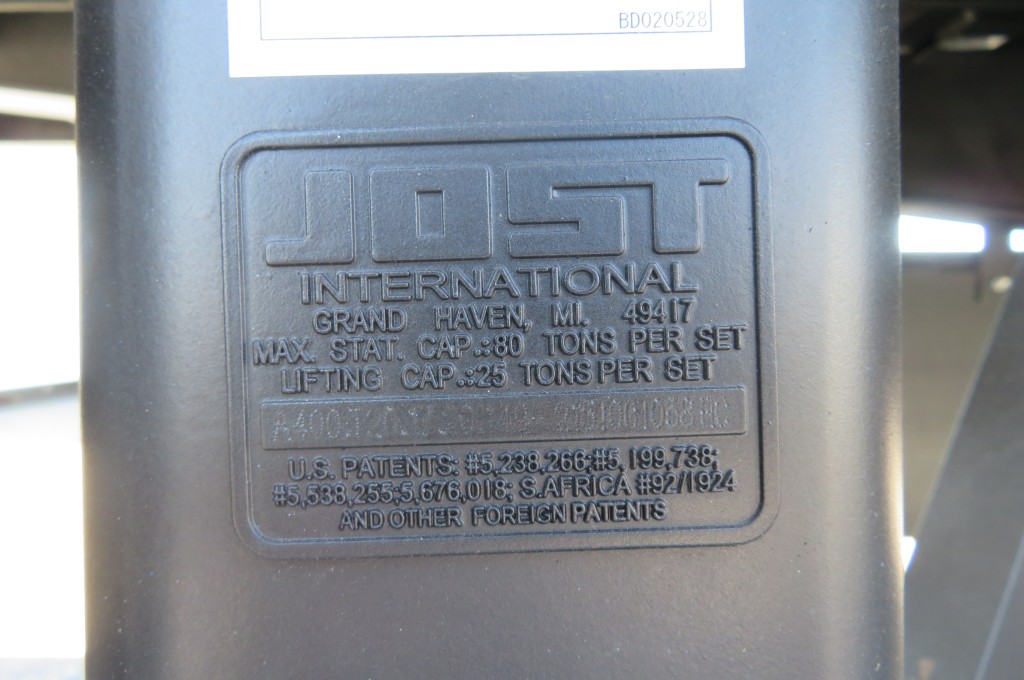 BD020528
JOST
INTERNATIONAL
GRAND HAVEN, MI. 49417
MAX. STAT. CAP.:80 TONS PER SET
LIFTING CAP.:25 TONS PER SET
U.S. PATENTS: #5,238,266;#5,199,738;
#5,538,255;5,676,018; S.AFRICA #92/1924
AND OTHER FOREIGN PATENTS